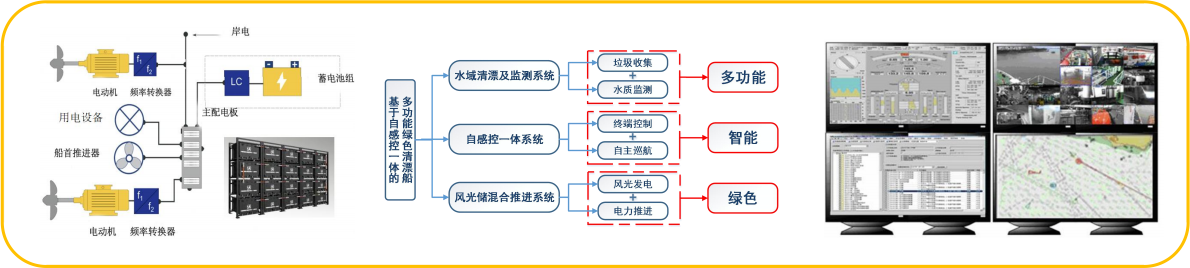 岸电
f₁
f₂
电动机
频率转换器
LC
蓄电池组
主配电板
用电设备
船首推进器
f₁
f₂
电动机
频率转换器
基于自感控一体的
多功能绿色清漂船
水域清漂及监测系统
垃圾收集
+
水质监测
多功能
自感控一体系统
终端控制
+
自主巡航
智能
风光储混合推进系统
风光发电
+
电力推进
绿色